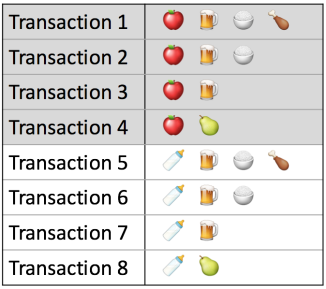 Transaction 1
Transaction 2
Transaction 3
Transaction 4
Transaction 5
Transaction 6
Transaction 7
Transaction 8